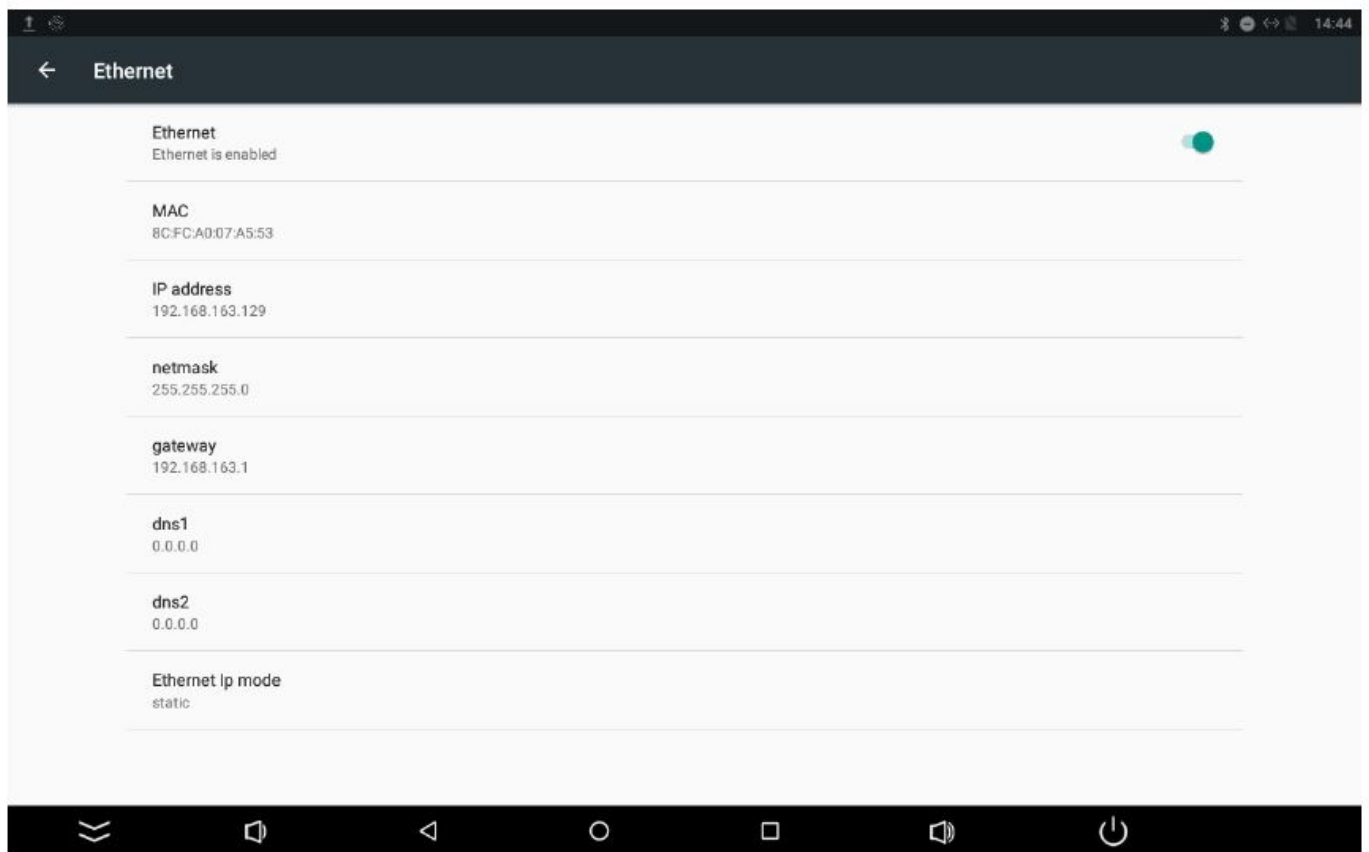 14:44
Ethernet
Ethernet
Ethernet is enabled
MAC
8C:FC:A0:07:A5:53
IP address
192.168.163.129
netmask
255.255.255.0
gateway
192.168.163.1
dns1
0.0.0.0
dns2
0.0.0.0
Ethernet Ip mode
static